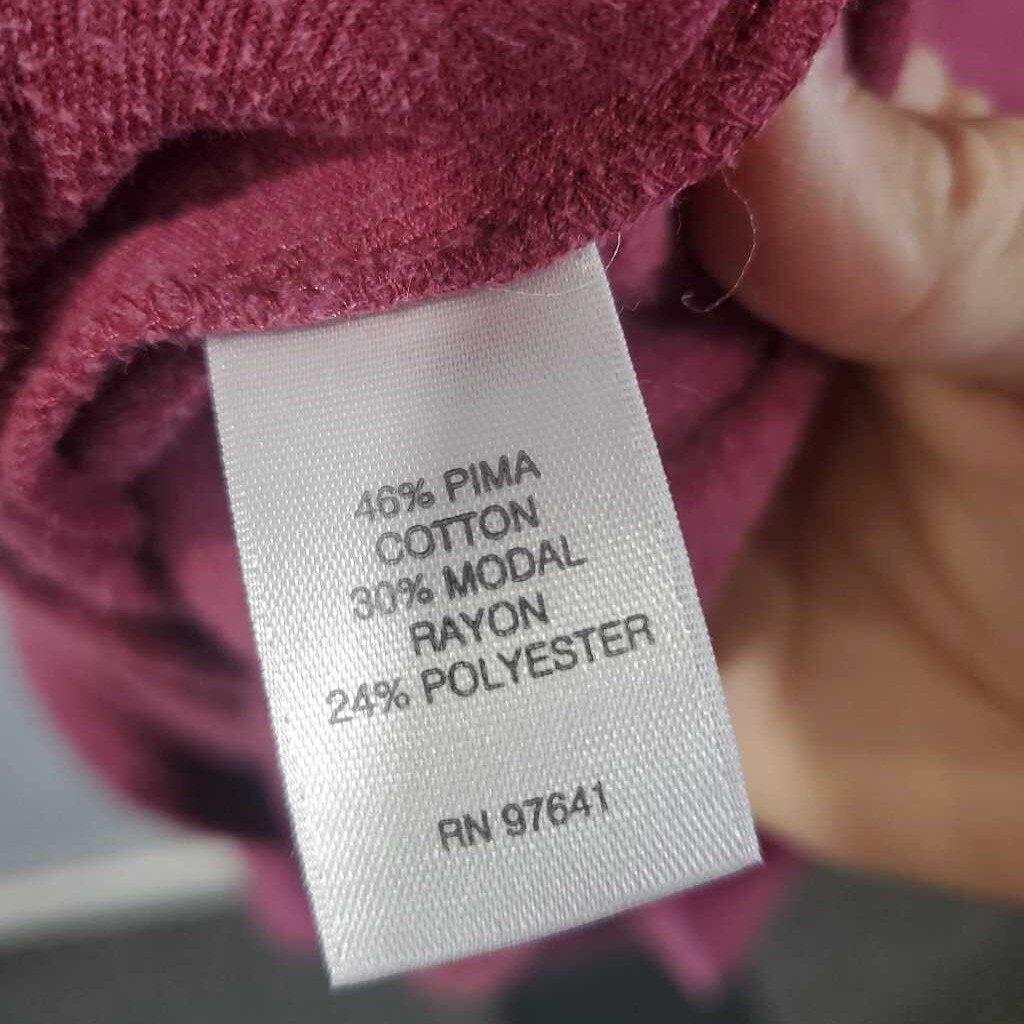 46% PIMA
COTTON
30% MODAL
RAYON
24% POLYESTER
RN 97641